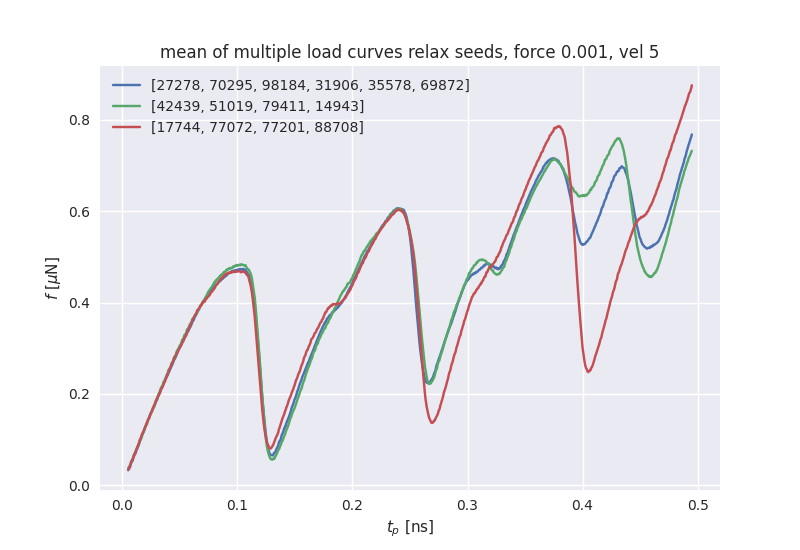 mean of multiple load curves relax seeds, force 0.001, vel 5
[27278, 70295, 98184, 31906, 35578, 69872]
[42439, 51019, 79411, 14943]
[17744, 77072, 77201, 88708]
f [μN]
0.8
0.6
0.4
0.2
0.0
0.0 0.1 0.2 0.3 0.4 0.5
t_p [ns]